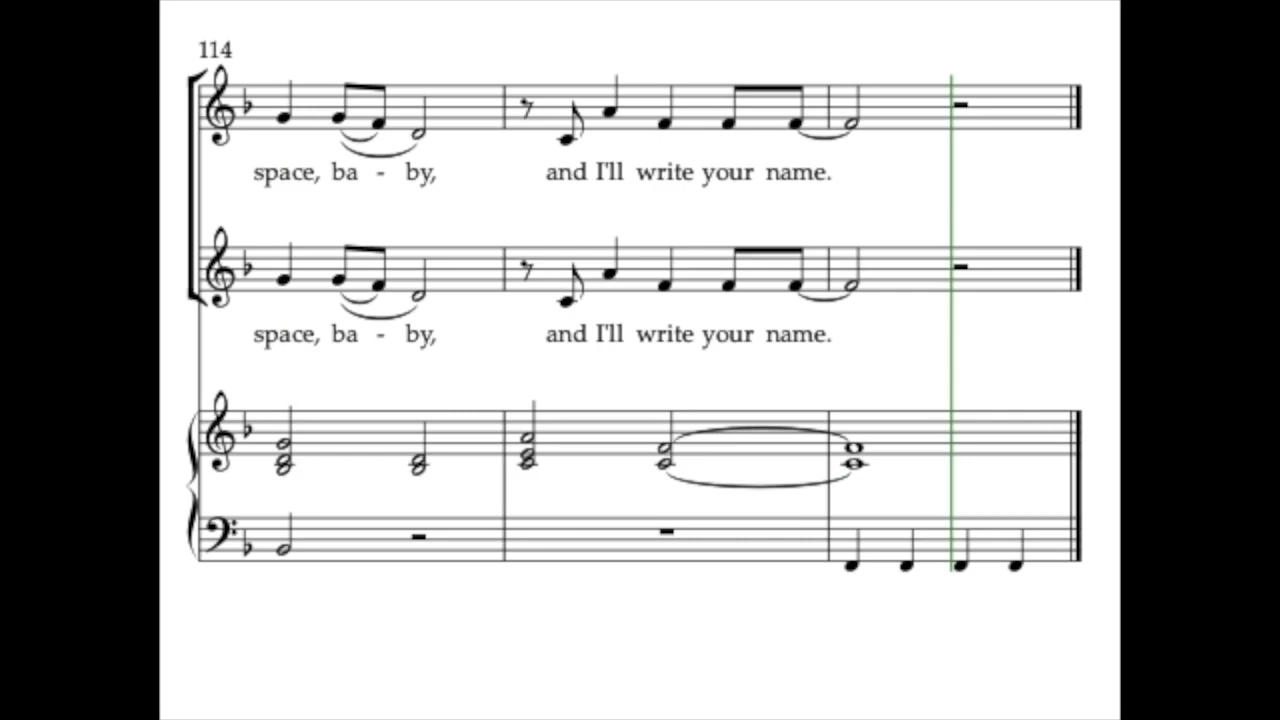 114
space, ba - by, and I'll write your name.
space, ba - by, and I'll write your name.